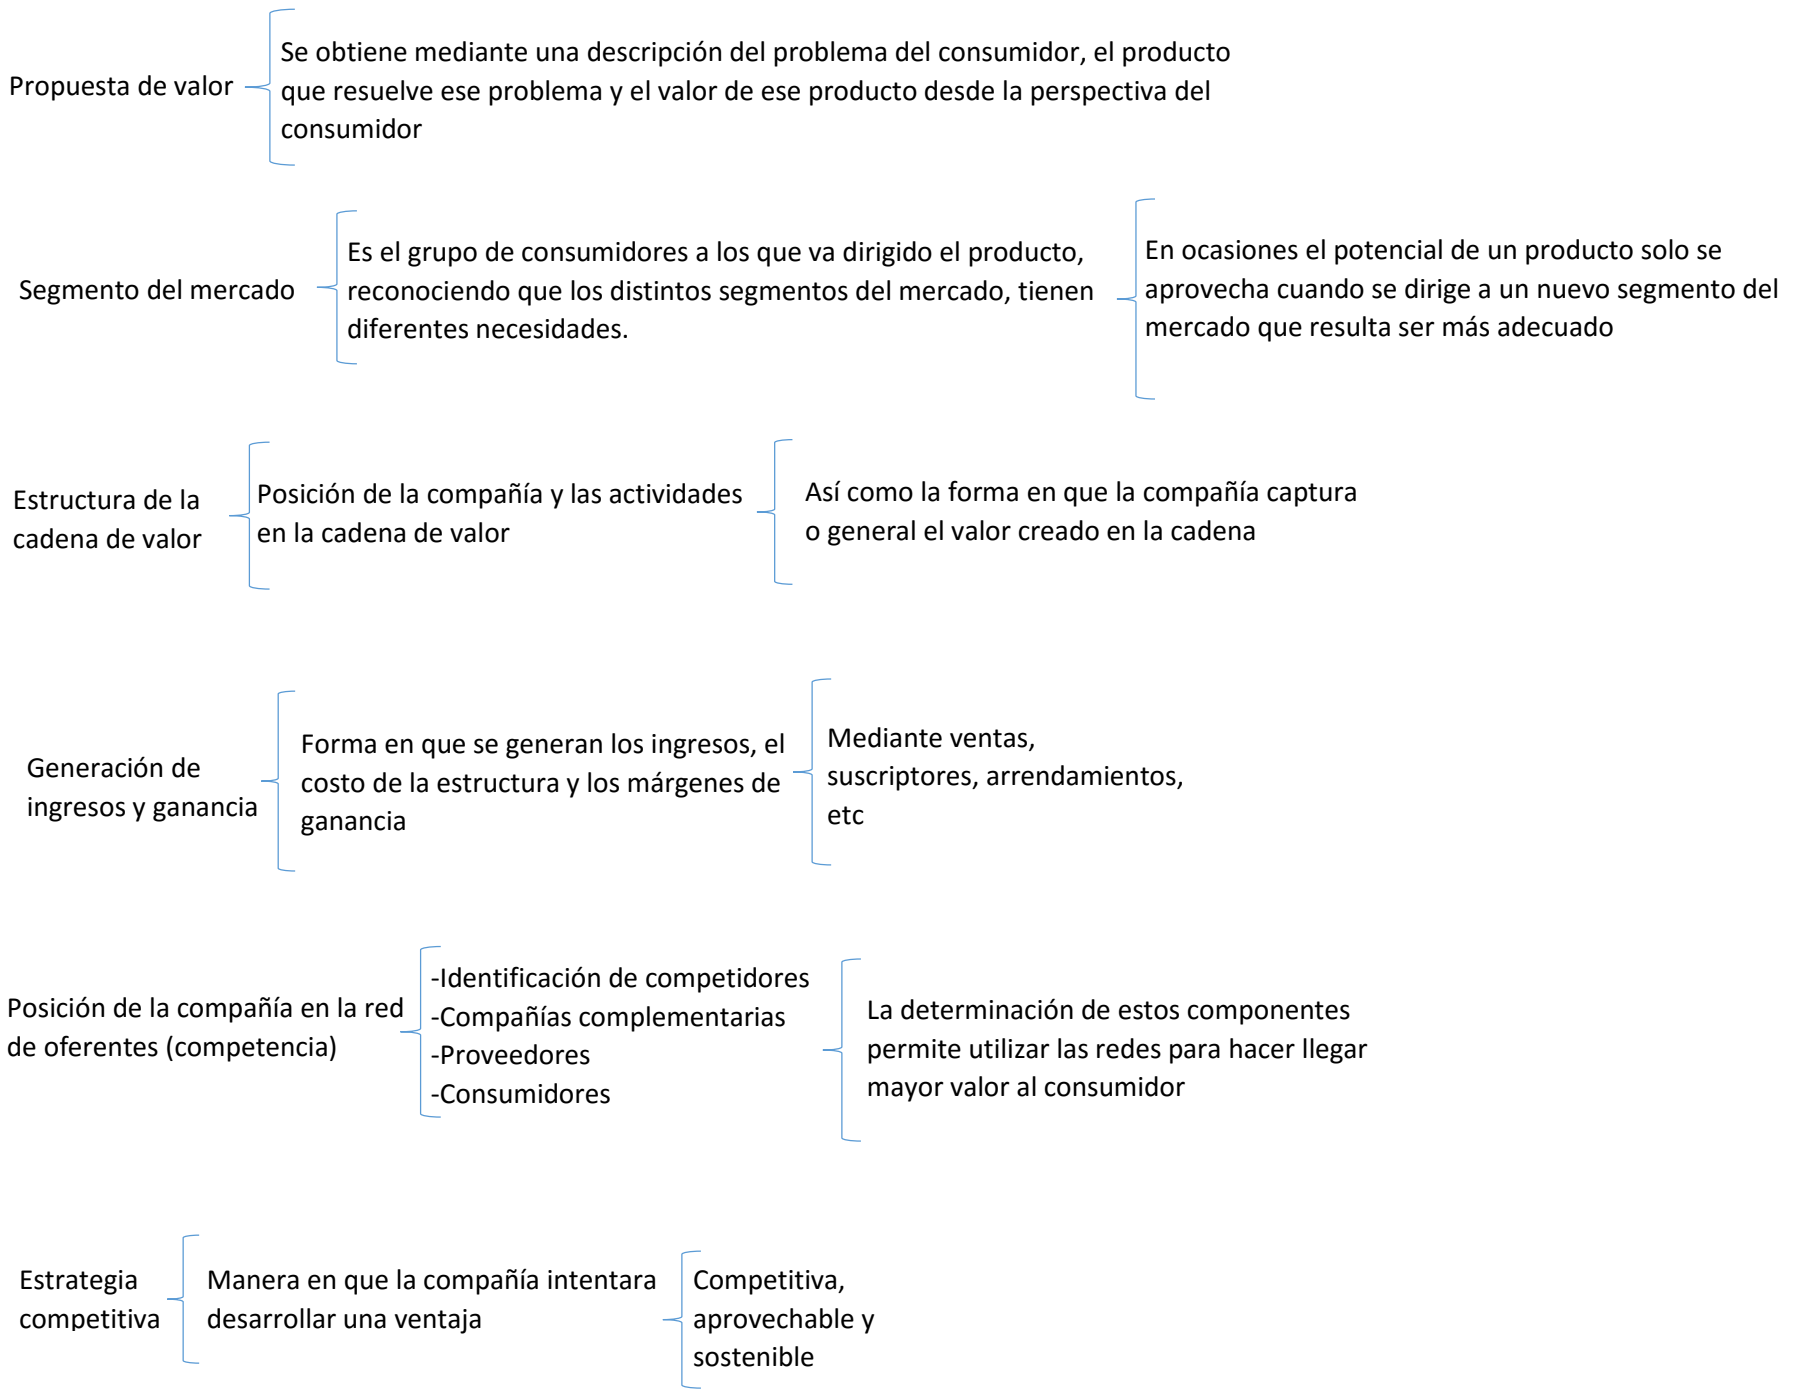 Propuesta de valor
Se obtiene mediante una descripción del problema del consumidor, el producto
que resuelve ese problema y el valor de ese producto desde la perspectiva del
consumidor
Segmento del mercado
Es el grupo de consumidores a los que va dirigido el producto,
reconociendo que los distintos segmentos del mercado, tienen
diferentes necesidades.
En ocasiones el potencial de un producto solo se
aprovecha cuando se dirige a un nuevo segmento del
mercado que resulta ser más adecuado
Estructura de la
cadena de valor
Posición de la compañía y las actividades
en la cadena de valor
Así como la forma en que la compañía captura
o general el valor creado en la cadena
Generación de
ingresos y ganancia
Forma en que se generan los ingresos, el
costo de la estructura y los márgenes de
ganancia
Mediante ventas,
suscriptores, arrendamientos,
etc
Posición de la compañía en la red
de oferentes (competencia)
-Identificación de competidores
-Compañías complementarias
-Proveedores
-Consumidores
La determinación de estos componentes
permite utilizar las redes para hacer llegar
mayor valor al consumidor
Estrategia
competitiva
Manera en que la compañía intentara
desarrollar una ventaja
Competitiva,
aprovechable y
sostenible